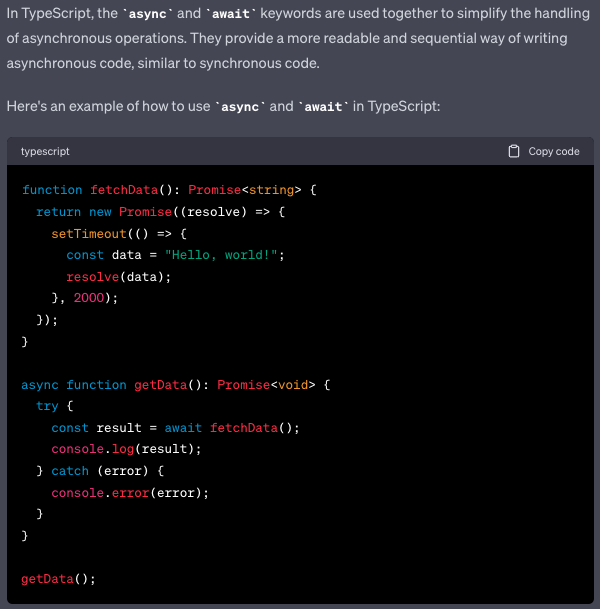 In TypeScript, the `async` and `await` keywords are used together to simplify the handling
of asynchronous operations. They provide a more readable and sequential way of writing
asynchronous code, similar to synchronous code.
Here's an example of how to use `async` and `await` in TypeScript:
typescript Copy code
function fetchData(): Promise<string> {
  return new Promise((resolve) => {
    setTimeout(() => {
      const data = "Hello, world!";
      resolve(data);
    }, 2000);
  });
}
async function getData(): Promise<void> {
  try {
    const result = await fetchData();
    console.log(result);
  } catch (error) {
    console.error(error);
  }
}
getData();